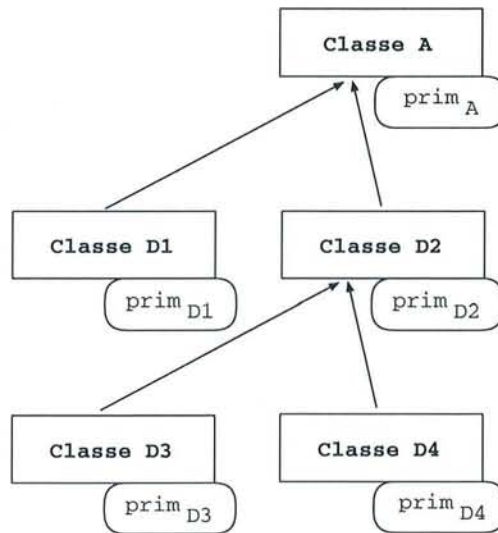 Classe A
prim A
Classe D1
Classe D2
prim D1
prim D2
Classe D3
Classe D4
prim D3
prim D4